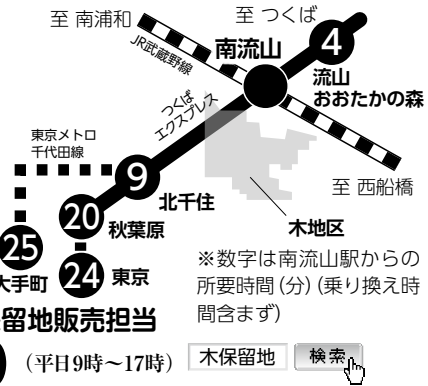 至 南浦和
至 つくば
JR武蔵野線
南流山
4
流山
おおたかの森
つくば
エクスプレス
東京メトロ
千代田線
9
北千住
至 西船橋
20
秋葉原
木地区
25
大手町
24
東京
※数字は南流山駅からの
所要時間(分)(乗り換え時
間含まず)
留地販売担当
(平日9時〜17時)
木保留地
検索